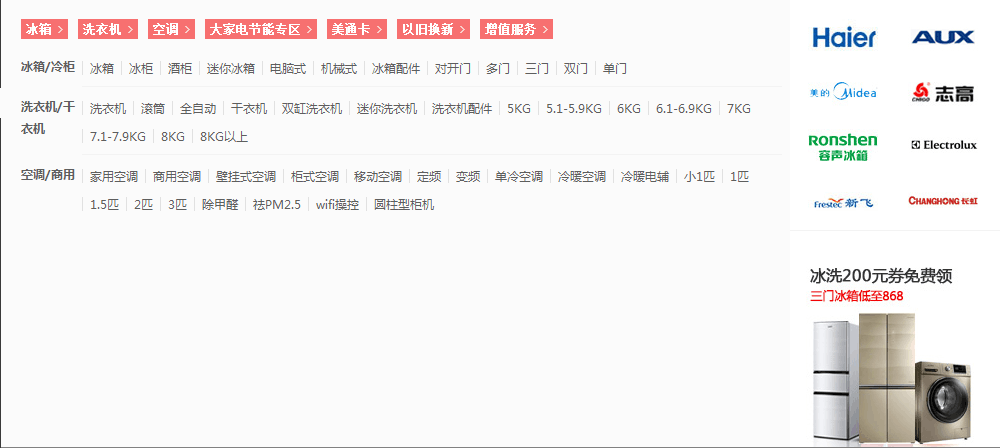 冰箱 > 洗衣机 > 空调 > 大家电节能专区 > 美通卡 > 以旧换新 > 增值服务 >
冰箱/冷柜 冰箱 冰柜 酒柜 迷你冰箱 电脑式 机械式 冰箱配件 对开门 多门 三门 双门 单门
洗衣机/干衣机 洗衣机 滚筒 全自动 干衣机 双缸洗衣机 迷你洗衣机 洗衣机配件 5KG 5.1-5.9KG 6KG 6.1-6.9KG 7KG
7.1-7.9KG 8KG 8KG以上
空调/商用 家用空调 商用空调 壁挂式空调 柜式空调 移动空调 定频 变频 单冷空调 冷暖空调 冷暖电辅 小1匹 1匹
1.5匹 2匹 3匹 除甲醛 祛PM2.5 wifi操控 圆柱型柜机
Haier AUX
美的 Midea CHIGO 志高
Ronshen 容声冰箱 Electrolux
Frestec 新飞 CHANGHONG 长虹
冰洗200元券免费领
三门冰箱低至868